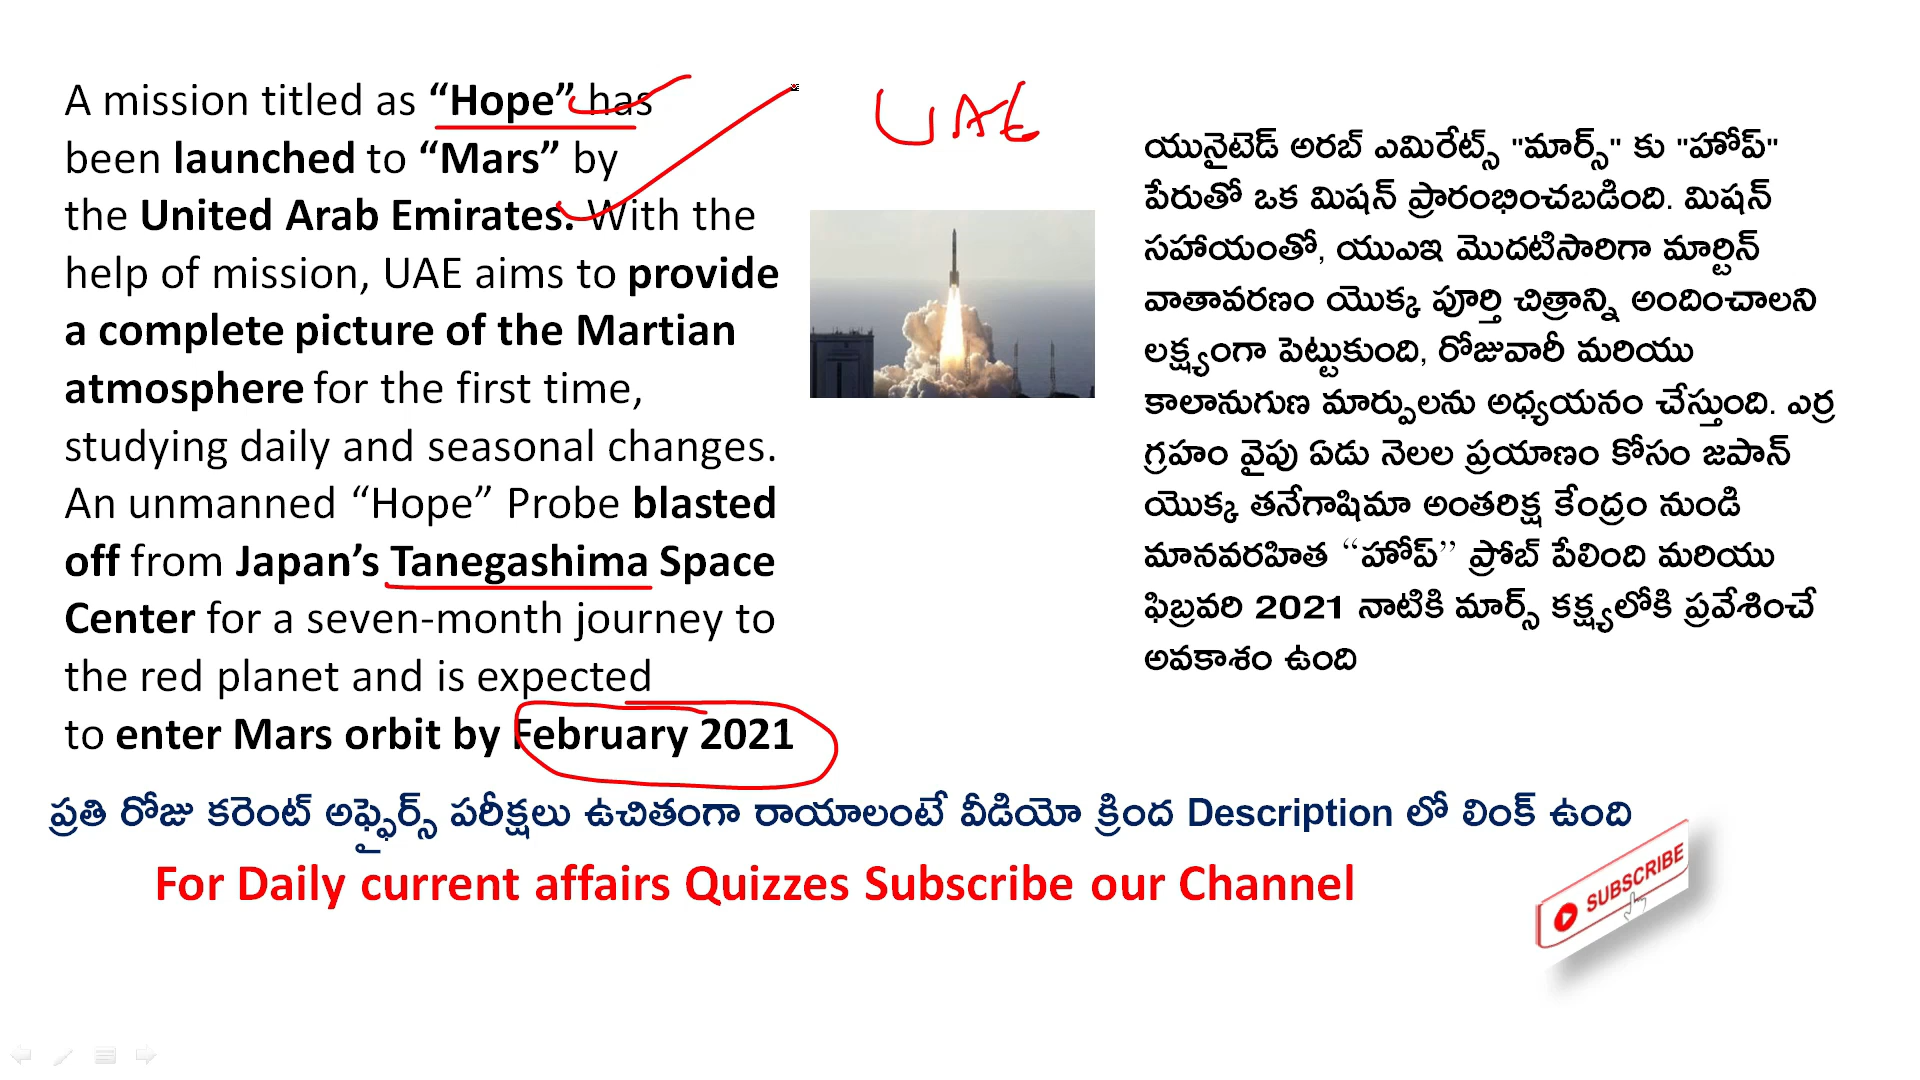 A mission titled as “Hope” has
been launched to “Mars” by
the United Arab Emirates. With the
help of mission, UAE aims to provide
a complete picture of the Martian
atmosphere for the first time,
studying daily and seasonal changes.
An unmanned “Hope” Probe blasted
off from Japan’s Tanegashima Space
Center for a seven-month journey to
the red planet and is expected
to enter Mars orbit by February 2021
UAE
యునైటెడ్ అరబ్ ఎమిరేట్స్ "మార్స్" కు "హోప్"
పేరుతో ఒక మిషన్ ప్రారంభించబడింది. మిషన్
సహాయంతో, యుఎఇ మొదటిసారిగా మార్టిన్
వాతావరణం యొక్క పూర్తి చిత్రాన్ని అందించాలని
లక్ష్యంగా పెట్టుకుంది, రోజువారీ మరియు
కాలానుగుణ మార్పులను అధ్యయనం చేస్తుంది. ఎర్ర
గ్రహం వైపు ఏడు నెలల ప్రయాణం కోసం జపాన్
యొక్క తనేగాషిమా అంతరిక్ష కేంద్రం నుండి
మానవరహిత “హోప్” ప్రోబ్ పేలింది మరియు
ఫిబ్రవరి 2021 నాటికి మార్స్ కక్ష్యలోకి ప్రవేశించే
అవకాశం ఉంది
ప్రతి రోజు కరెంట్ అఫ్ఫైర్స్ పరీక్షలు ఉచితంగా రాయాలంటే వీడియో క్రింద Description లో లింక్ ఉంది
For Daily current affairs Quizzes Subscribe our Channel
SUBSCRIBE